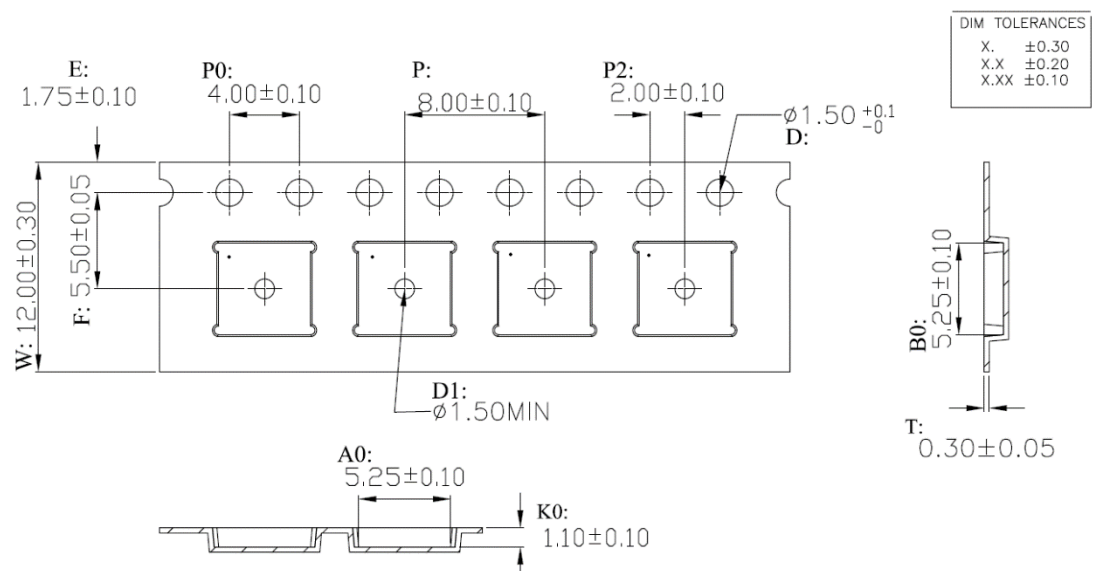 DIM TOLERANCES
X. ±0.30
X.X ±0.20
X.XX ±0.10
E:
1.75±0.10
P0:
4.00±0.10
P:
8.00±0.10
P2:
2.00±0.10
⌀1.50 +0.1
-0
D:
W: 12.00±0.30
F: 5.50±0.05
B0:
5.25±0.10
D1:
⌀1.50MIN
T:
0.30±0.05
A0:
5.25±0.10
K0:
1.10±0.10